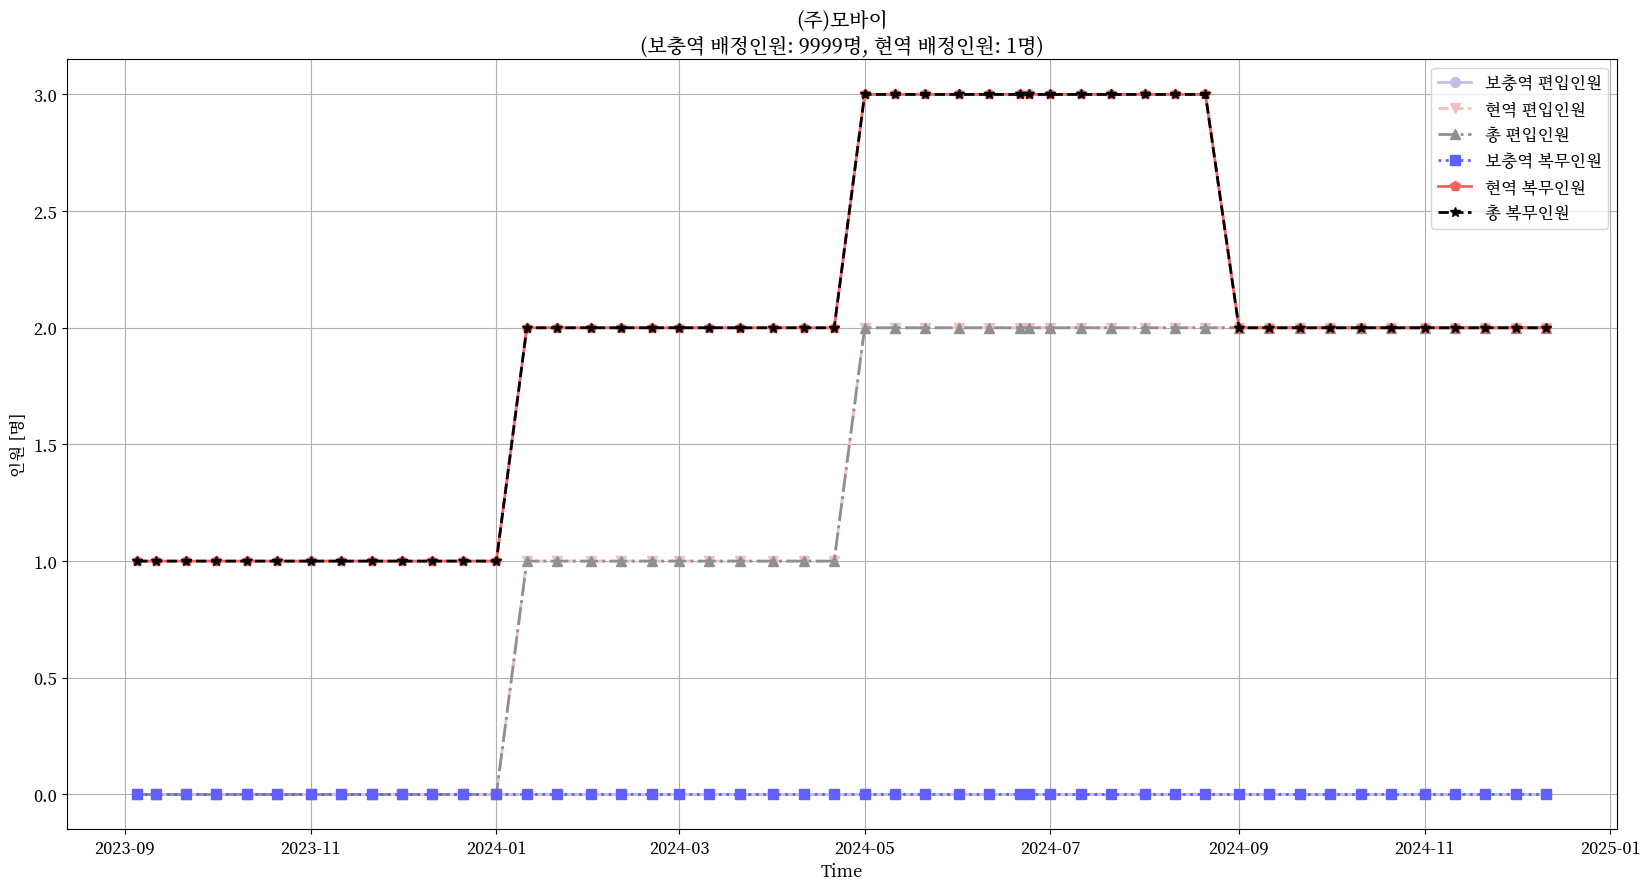 (주)모바이
(보충역 배정인원: 9999명, 현역 배정인원: 1명)
보충역 편입인원
현역 편입인원
총 편입인원
보충역 복무인원
현역 복무인원
총 복무인원
인원 [명]
3.0
2.5
2.0
1.5
1.0
0.5
0.0
2023-09 2023-11 2024-01 2024-03 2024-05 2024-07 2024-09 2024-11 2025-01
Time